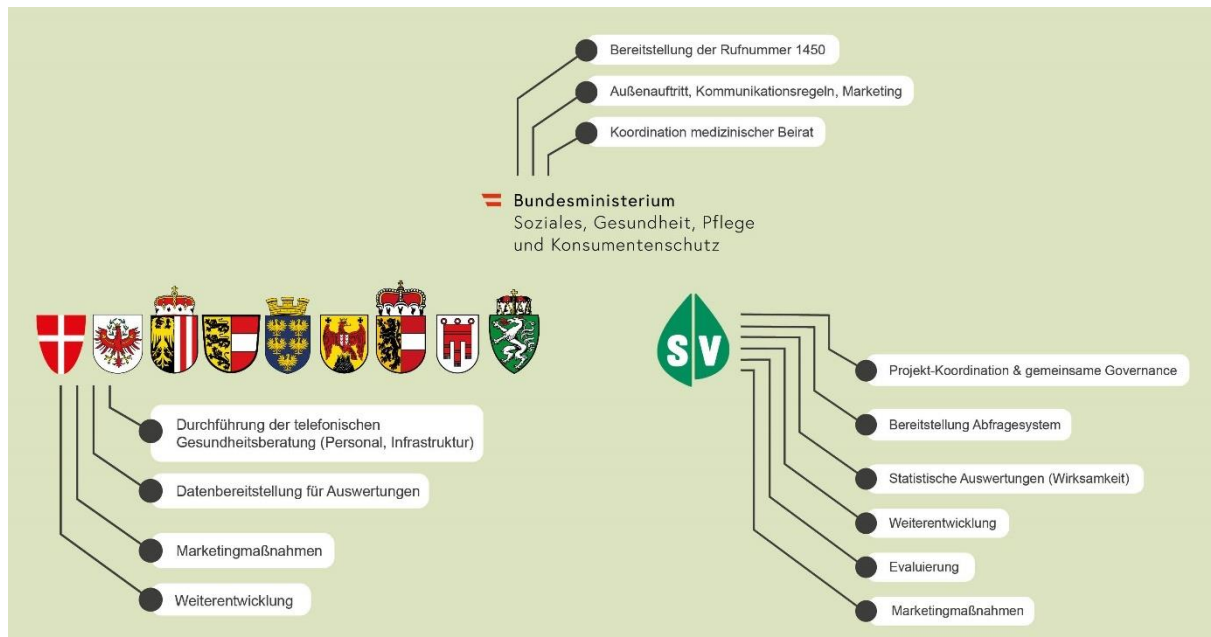 Bereitstellung der Rufnummer 1450
Außenauftritt, Kommunikationsregeln, Marketing
Koordination medizinischer Beirat
Bundesministerium
Soziales, Gesundheit, Pflege
und Konsumentenschutz
Durchführung der telefonischen
Gesundheitsberatung (Personal, Infrastruktur)
Datenbereitstellung für Auswertungen
Marketingmaßnahmen
Weiterentwicklung
SV
Projekt-Koordination & gemeinsame Governance
Bereitstellung Abfragesystem
Statistische Auswertungen (Wirksamkeit)
Weiterentwicklung
Evaluierung
Marketingmaßnahmen